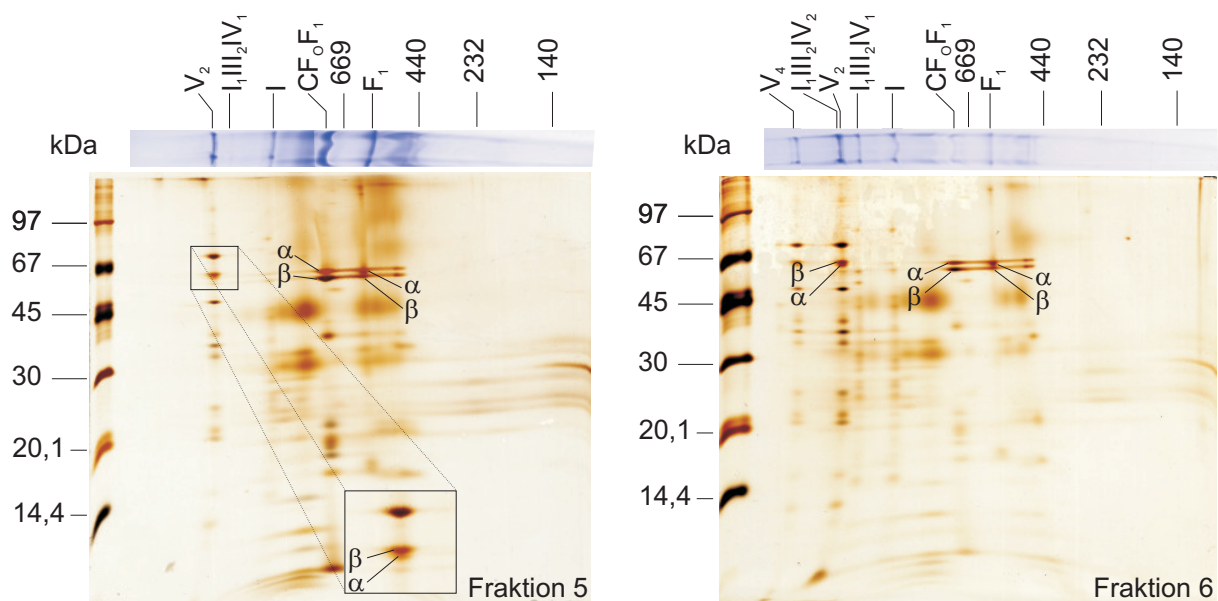 V₂ I₁III₂IV₁ I CF₀F₁ 669 F₁ 440 232 140
kDa
97
67
45
30
20,1
14,4
α
β
α
β
β
α
Fraktion 5
V₄ I₁III₂IV₂ V₂ I₁III₂IV₁ I CF₀F₁ 669 F₁ 440 232 140
kDa
97
67
45
30
20,1
14,4
β
α
α
β
α
β
Fraktion 6